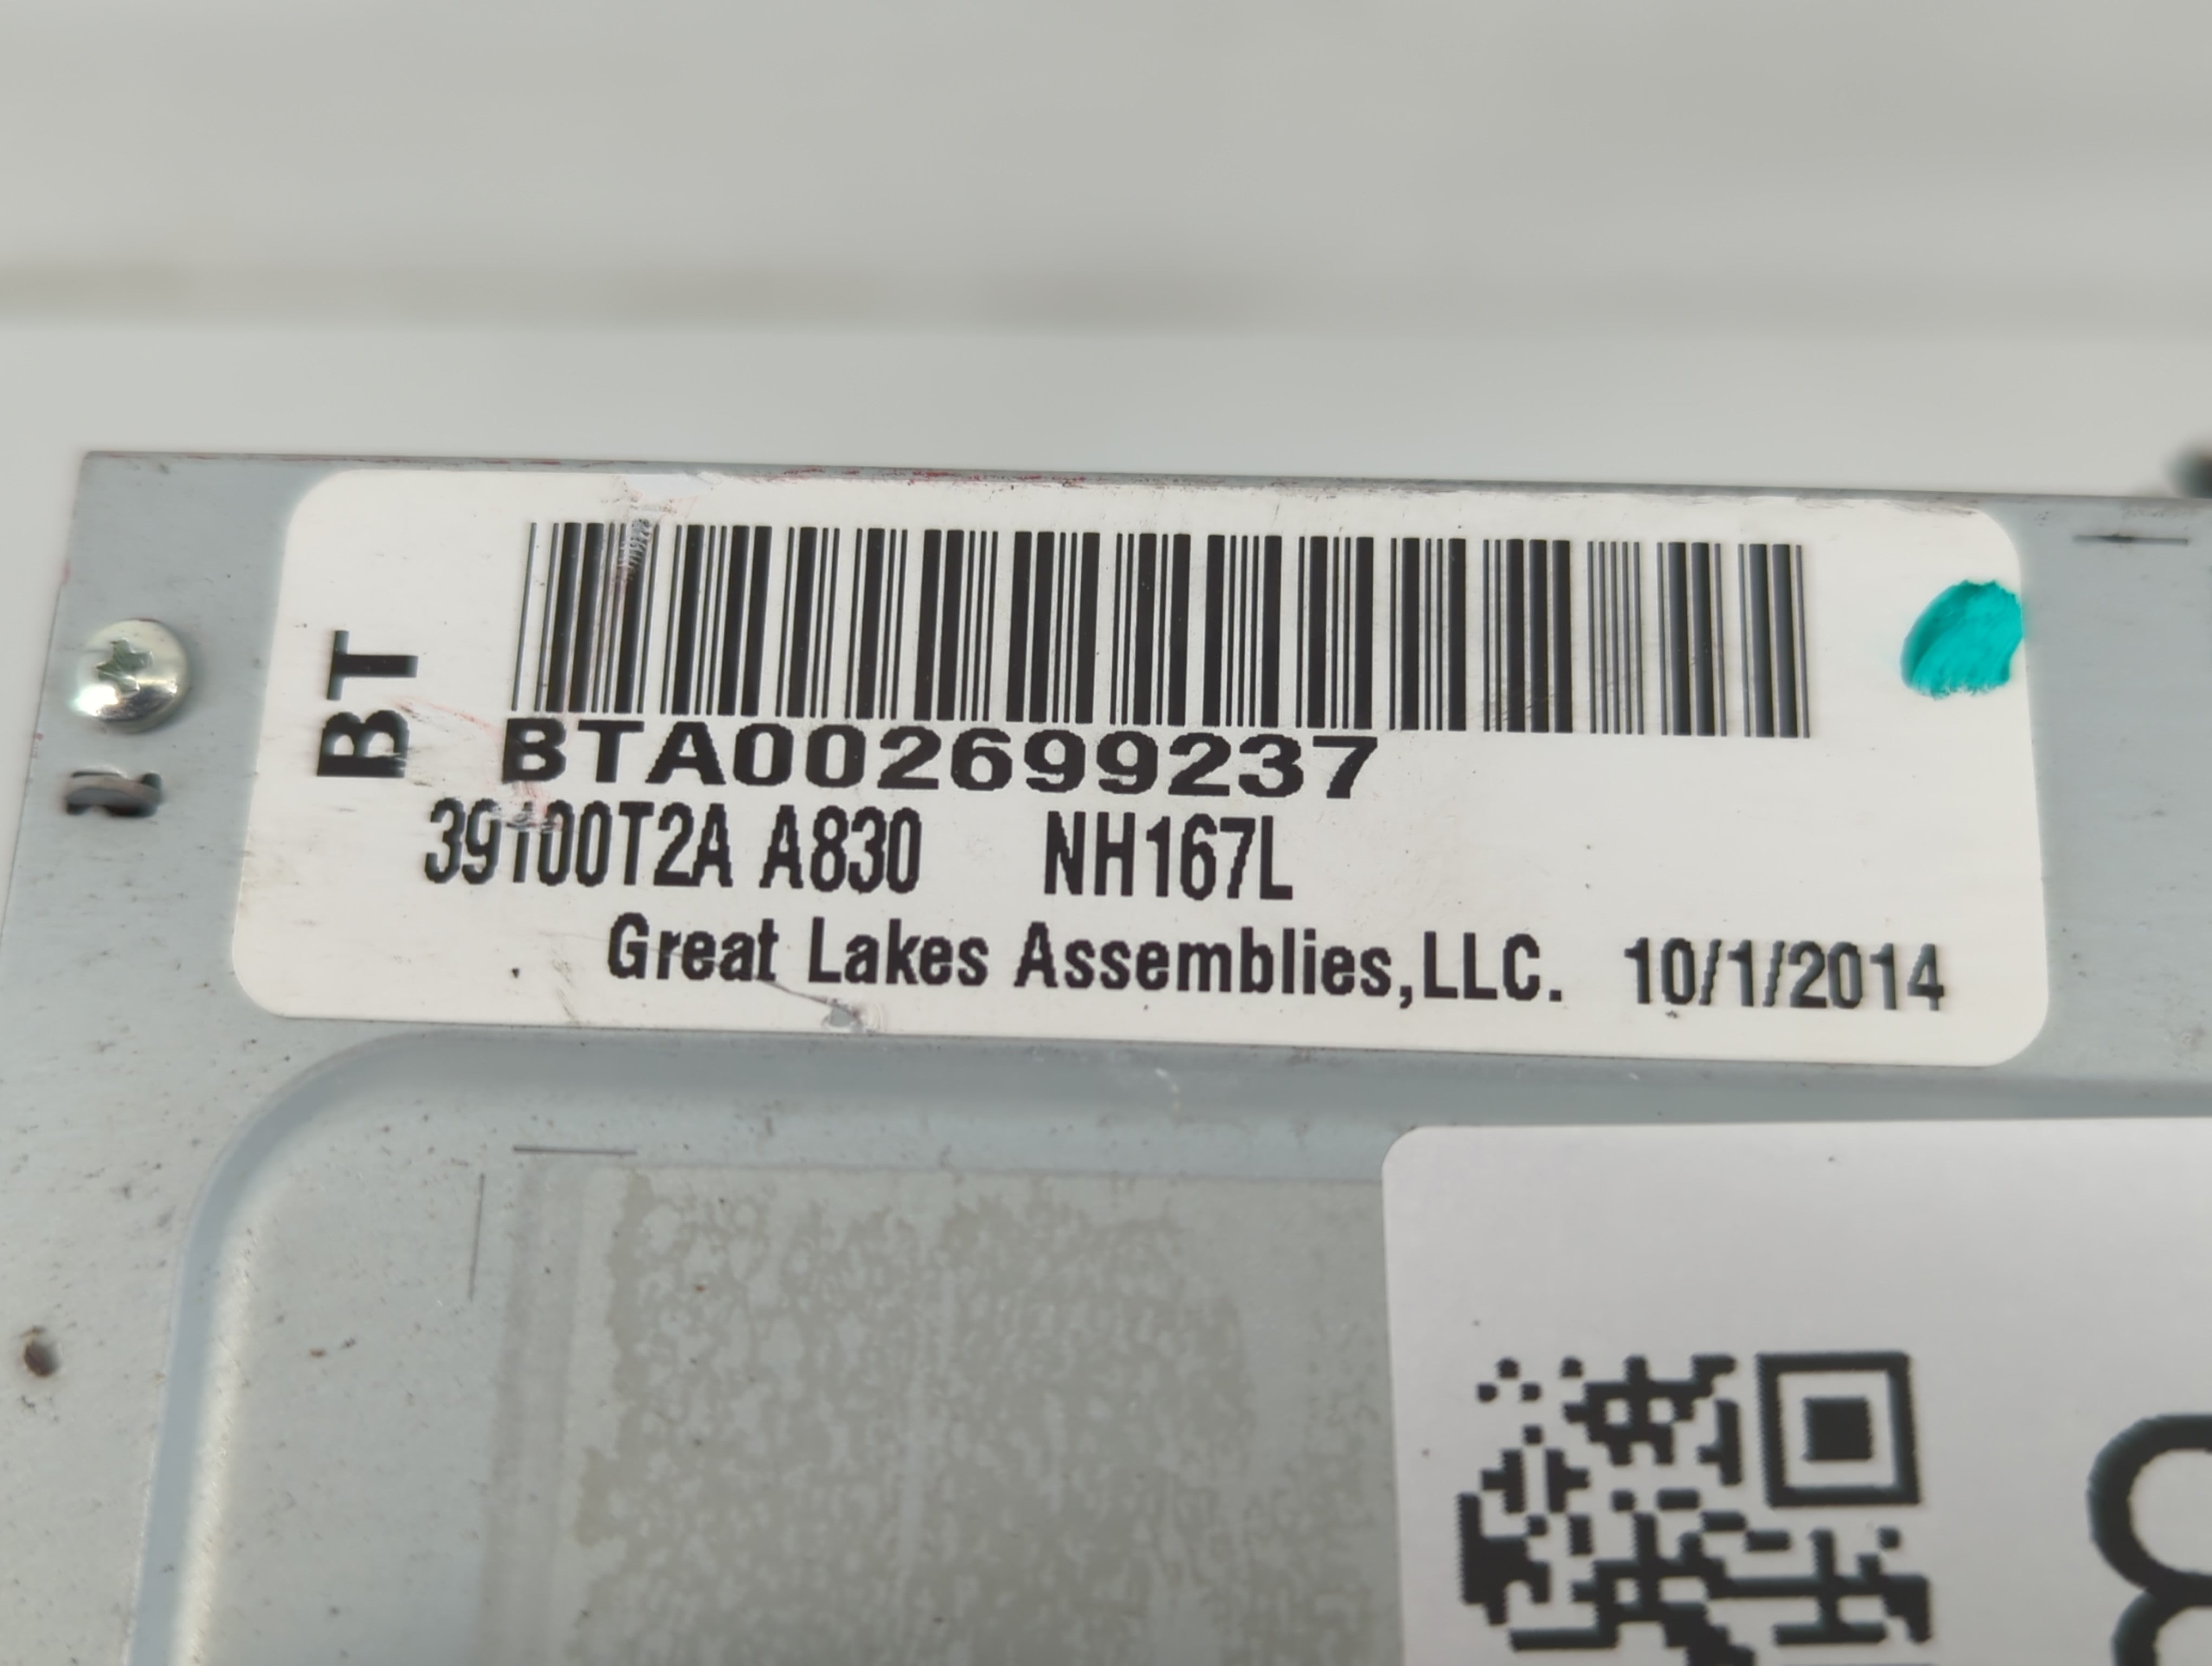 BT
BTA002699237
39100T2A A830 NH167L
Great Lakes Assemblies,LLC. 10/1/2014